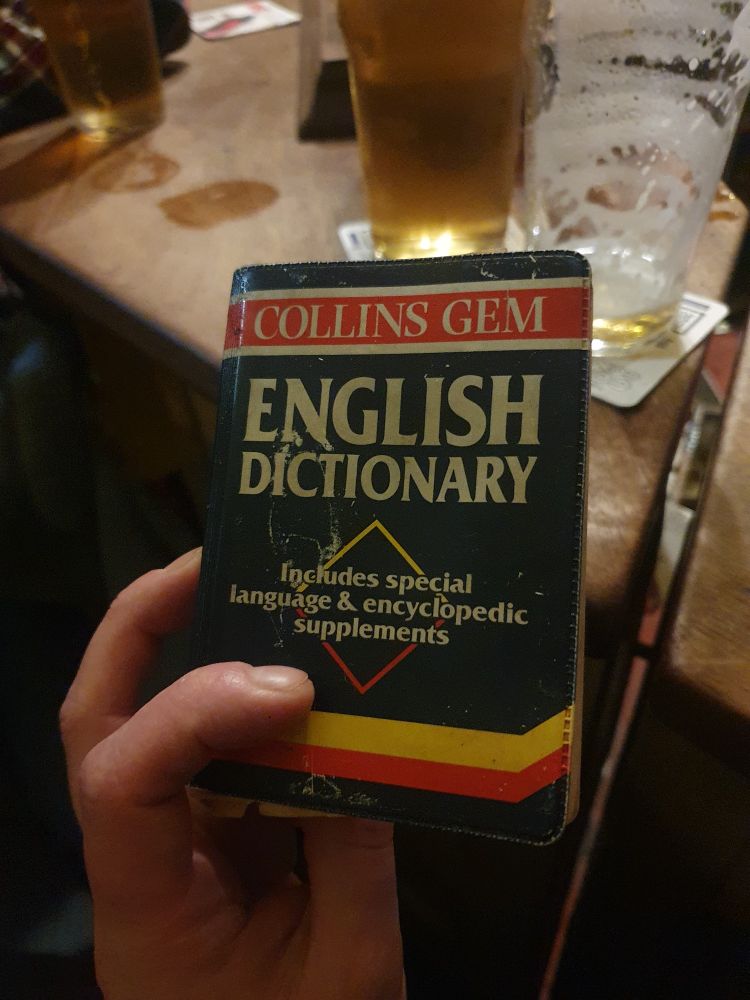 COLLINS GEM
ENGLISH
DICTIONARY
Includes special
language & encyclopedic
supplements